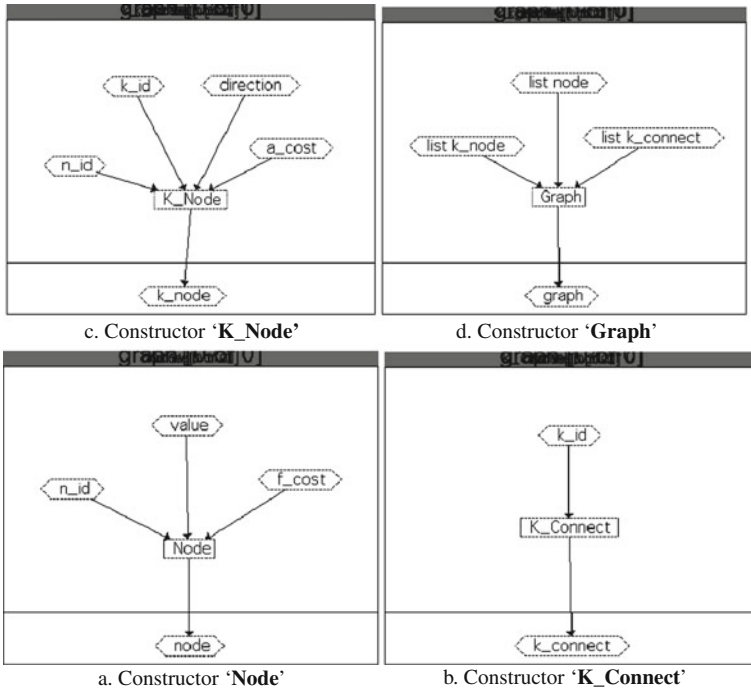 k_id direction
n_id a_cost
K_Node
k_node
c. Constructor ‘K_Node’
list node
list k_node list k_connect
Graph
graph
d. Constructor ‘Graph’
value
n_id f_cost
Node
node
a. Constructor ‘Node’
k_id
K_Connect
k_connect
b. Constructor ‘K_Connect’